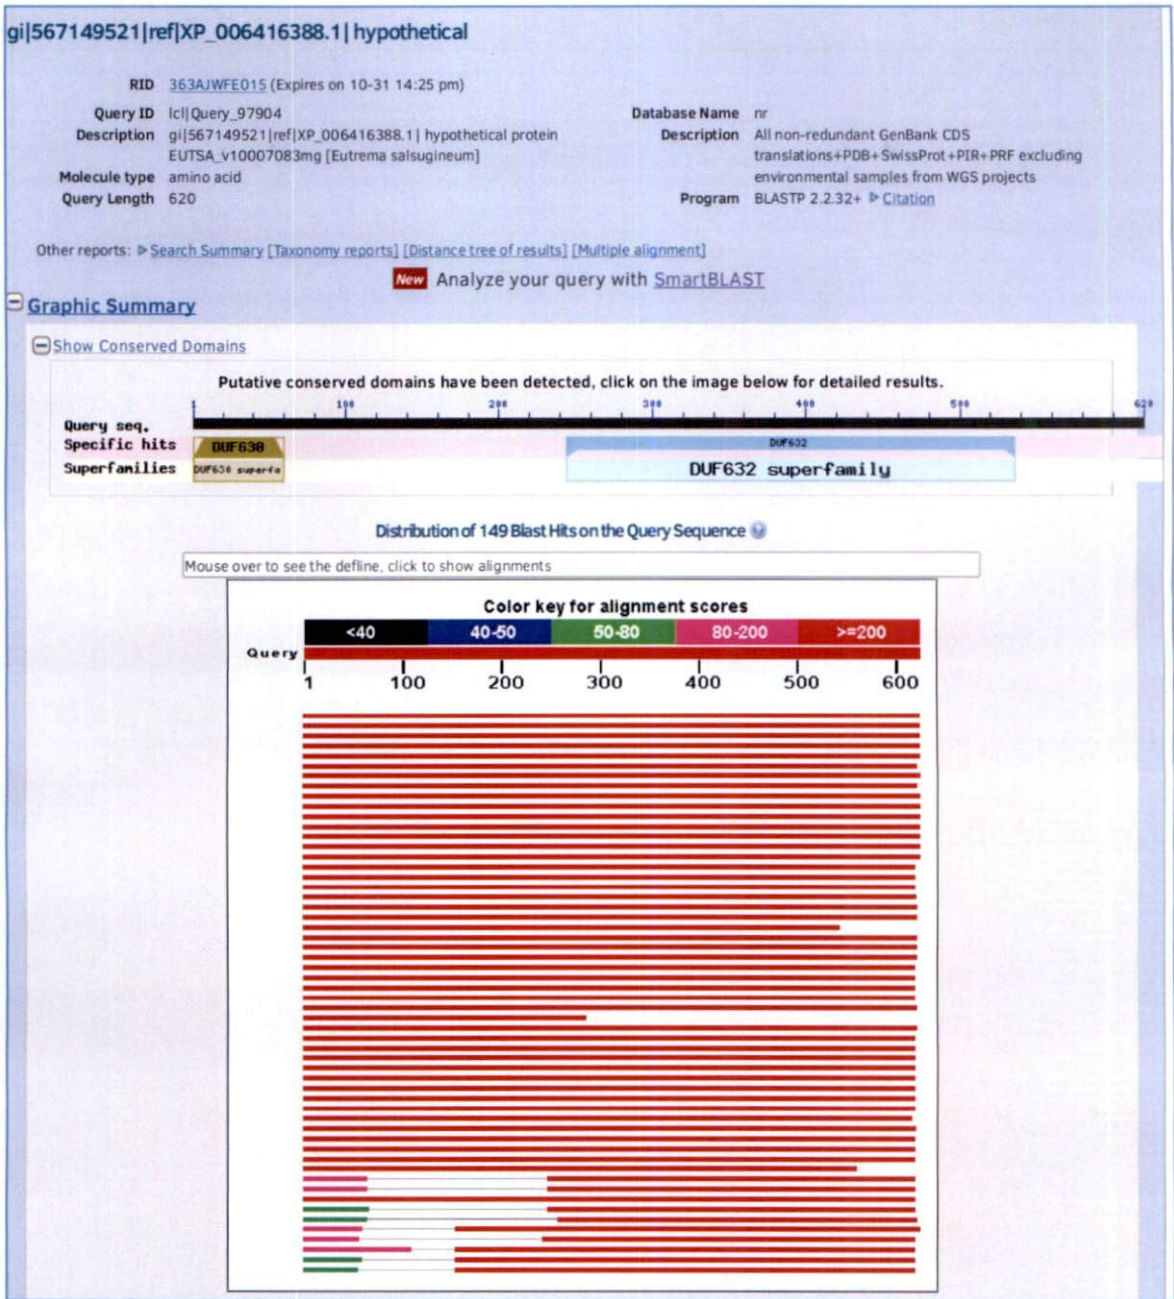 gi|567149521|ref|XP_006416388.1| hypothetical
RID 363AJWFE015 (Expires on 10-31 14:25 pm)
Query ID lcl|Query_97904
Description gi|567149521|ref|XP_006416388.1| hypothetical protein
EUTSA_v10007083mg [Eutrema salsugineum]
Molecule type amino acid
Query Length 620
Database Name nr
Description All non-redundant GenBank CDS
translations+PDB+SwissProt+PIR+PRF excluding
environmental samples from WGS projects
Program BLASTP 2.2.32+ Citation
Other reports: Search Summary [Taxonomy reports] [Distance tree of results] [Multiple alignment]
New Analyze your query with SmartBLAST
Graphic Summary
Show Conserved Domains
Putative conserved domains have been detected, click on the image below for detailed results.
1 100 200 300 400 500 620
Query seq.
Specific hits DUF630 DUF632
Superfamilies DUF630 superfa DUF632 superfamily
Distribution of 149 Blast Hits on the Query Sequence
Mouse over to see the defline, click to show alignments
Color key for alignment scores
<40 40-50 50-80 80-200 >=200
Query
1 100 200 300 400 500 600